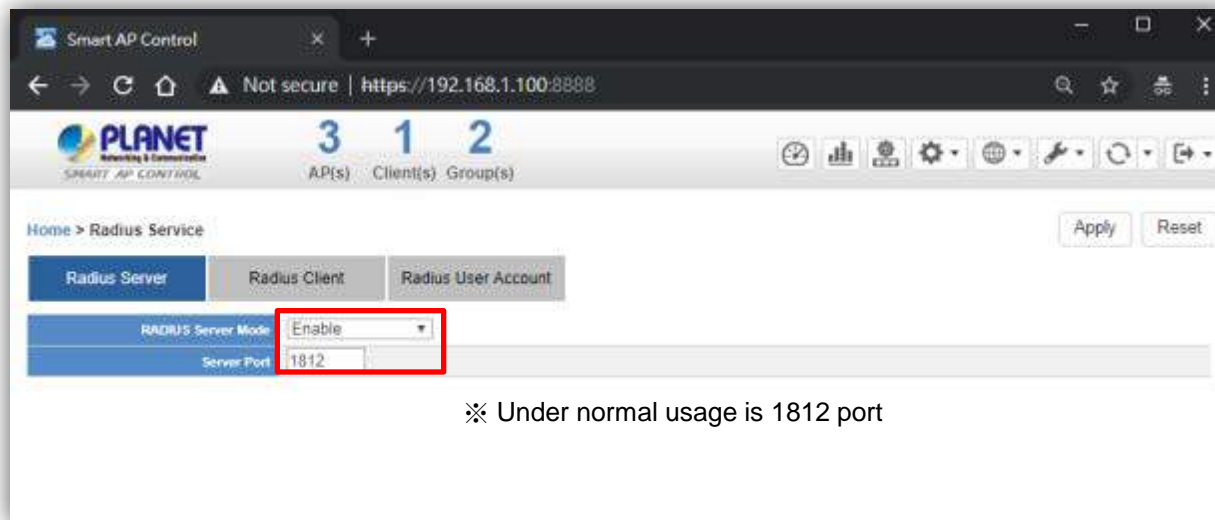 Smart AP Control
Not secure | https://192.168.1.100:8888
PLANET
Networking & Communication
SMART AP CONTROL
3 1 2
AP(s) Client(s) Group(s)
Home > Radius Service
Apply Reset
Radius Server Radius Client Radius User Account
RADIUS Server Mode Enable
Server Port 1812
※ Under normal usage is 1812 port